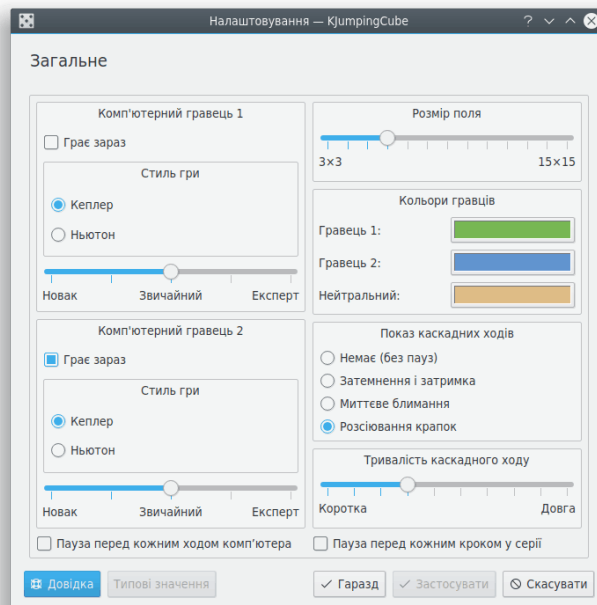 Налаштовування — KJumpingCube
Загальне
Комп'ютерний гравець 1
Грає зараз
Стиль гри
Кеплер
Ньютон
Новак Звичайний Експерт
Комп'ютерний гравець 2
Грає зараз
Стиль гри
Кеплер
Ньютон
Новак Звичайний Експерт
Пауза перед кожним ходом комп’ютера
Розмір поля
3×3 15×15
Кольори гравців
Гравець 1:
Гравець 2:
Нейтральний:
Показ каскадних ходів
Немає (без пауз)
Затемнення і затримка
Миттєве блимання
Розсіювання крапок
Тривалість каскадного ходу
Коротка Довга
Пауза перед кожним кроком у серії
Довідка Типові значення Гаразд Застосувати Скасувати